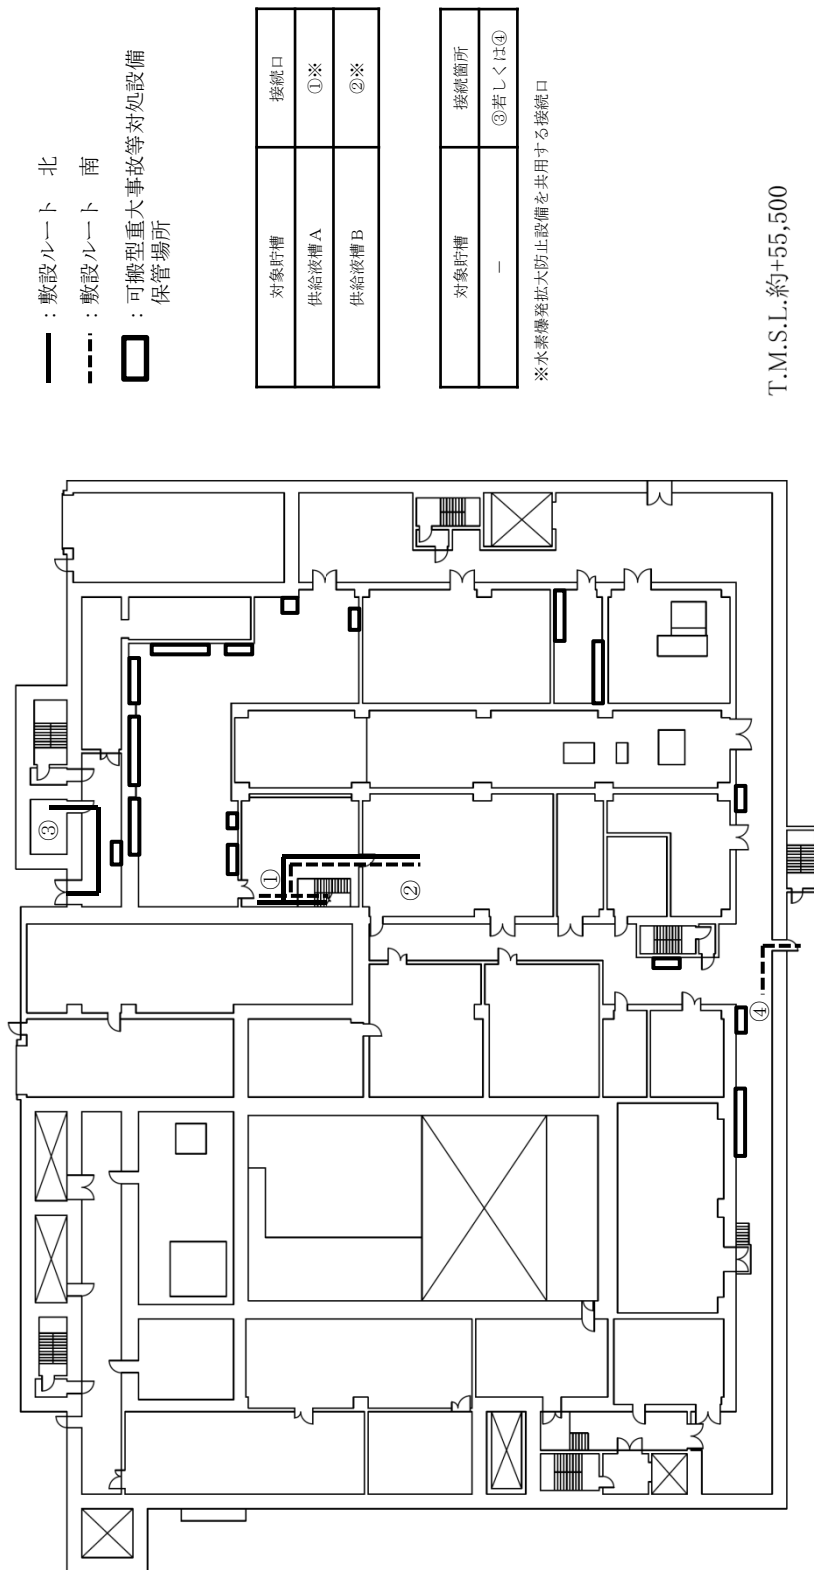 ：敷設ルート　北
：敷設ルート　南
：可搬型重大事故等対処設備
保管場所
対象貯槽 接続口
供給液槽A ①※
供給液槽B ②※
対象貯槽 接続箇所
－ ③若しくは④
※水素爆発拡大防止設備を共用する接続口
T.M.S.L.約+55,500
③
①
②
④